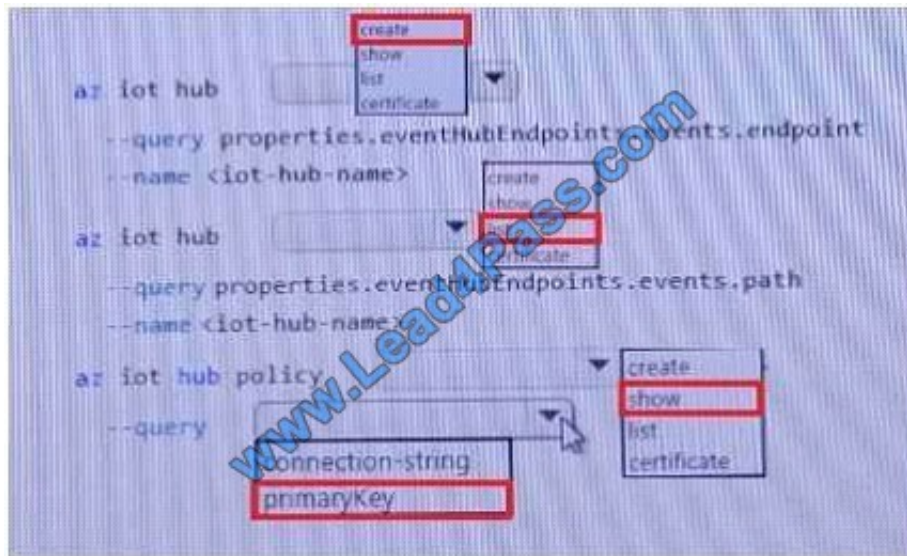 create
show
list
certificate
az iot hub
--query properties.eventHubEndpoints.events.endpoint
--name <iot-hub-name>
create
show
list
certificate
az iot hub
--query properties.eventHubEndpoints.events.path
--name <iot-hub-name>
az iot hub policy
create
show
list
certificate
--query
connection-string
primaryKey
www.Lead4Pass.com